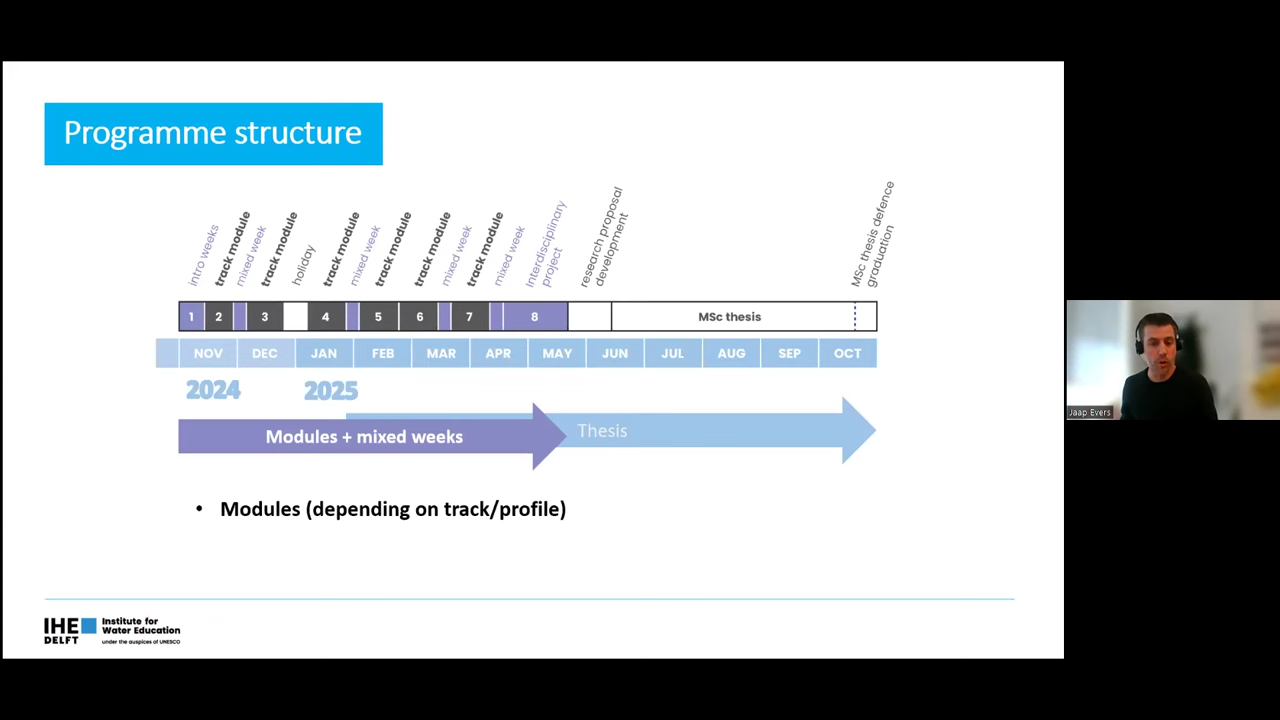 Programme structure
intro weeks
track module
mixed week
track module
holiday
track module
mixed week
track module
track module
mixed week
track module
mixed week
Interdisciplinary
project
research proposal
development
MSc thesis defence
graduation
1 2 3 4 5 6 7 8 MSc thesis
NOV DEC JAN FEB MAR APR MAY JUN JUL AUG SEP OCT
2024 2025
Modules + mixed weeks
Thesis
• Modules (depending on track/profile)
IHE
DELFT
Institute for
Water Education
under the auspices of UNESCO
Jaap Evers